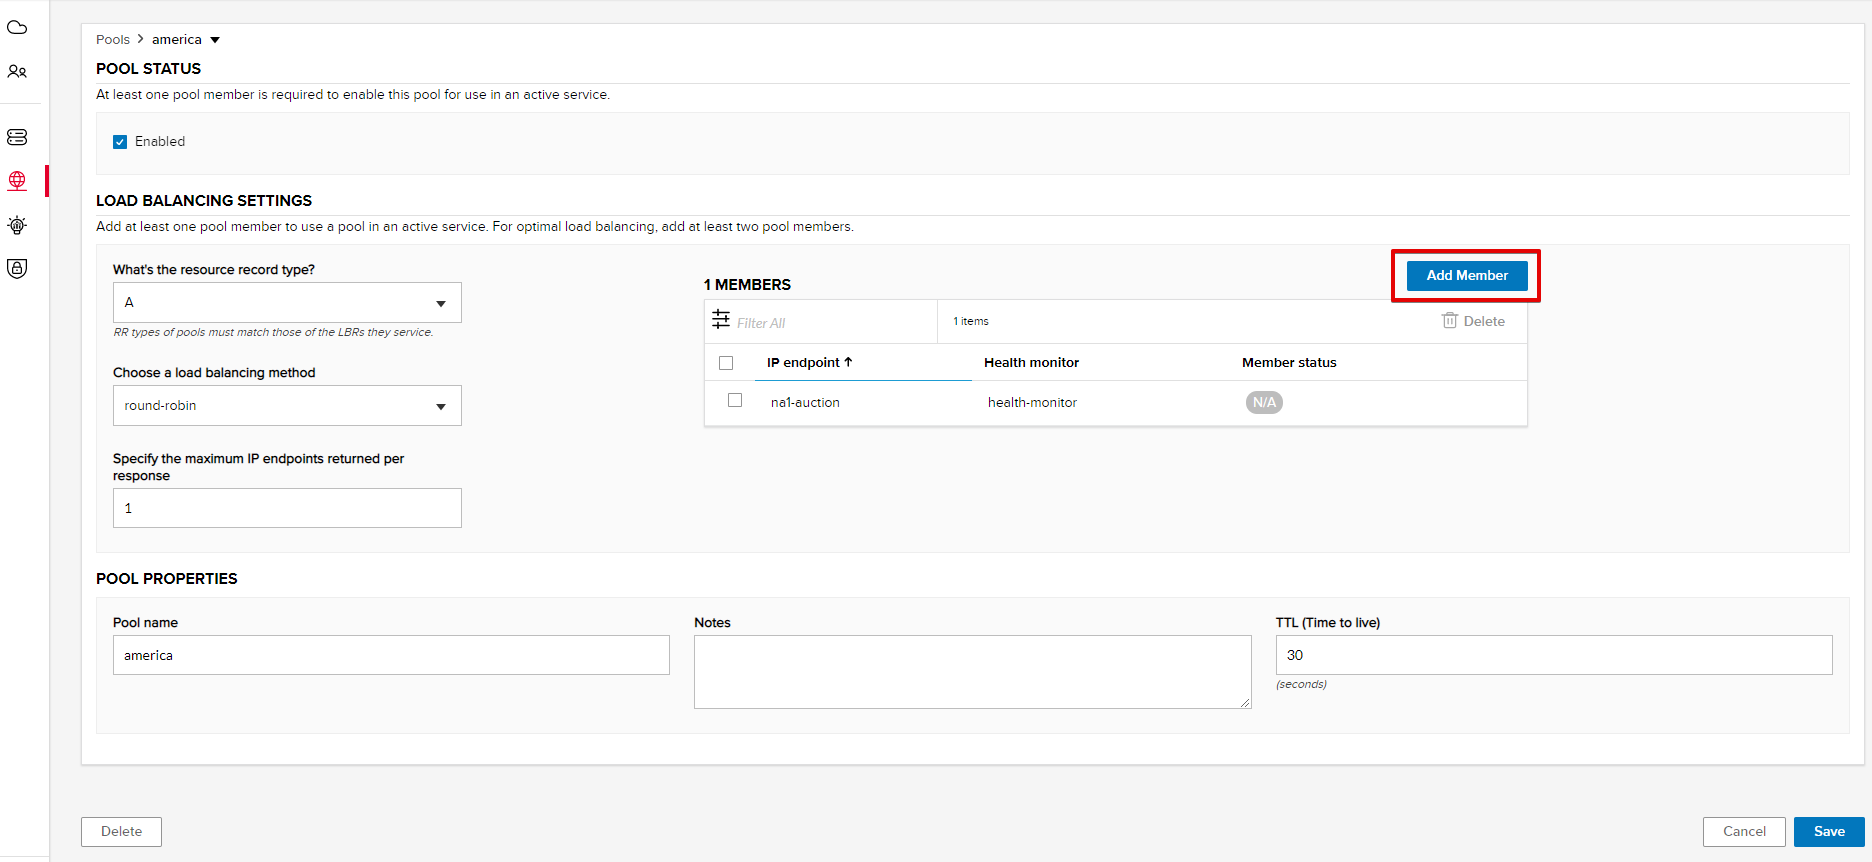 Pools > america
POOL STATUS
At least one pool member is required to enable this pool for use in an active service.
Enabled
LOAD BALANCING SETTINGS
Add at least one pool member to use a pool in an active service. For optimal load balancing, add at least two pool members.
What's the resource record type?
A
RR types of pools must match those of the LBRs they service.
Choose a load balancing method
round-robin
Specify the maximum IP endpoints returned per
response
1
1 MEMBERS
Add Member
Filter All
1 items
Delete
IP endpoint ↑ Health monitor Member status
na1-auction health-monitor N/A
POOL PROPERTIES
Pool name
america
Notes
TTL (Time to live)
30
(seconds)
Delete
Cancel
Save